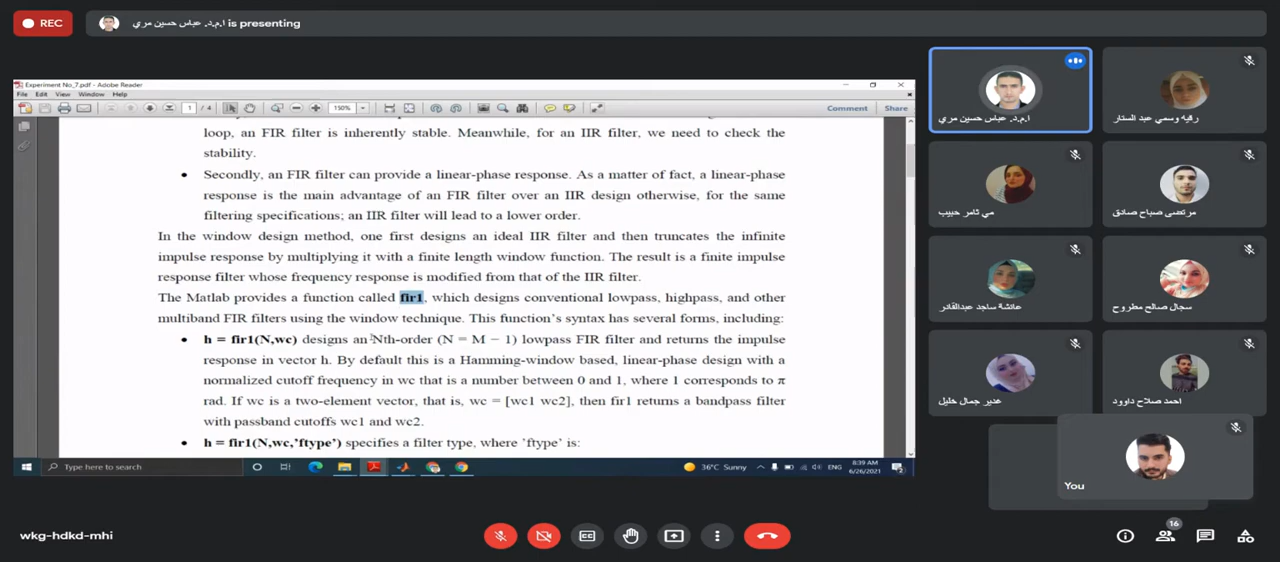 REC
ا.م.د. عباس حسين مري is presenting
Experiment No_7.pdf - Adobe Reader
File Edit View Window Help
1 / 4
150%
Comment
Share
loop, an FIR filter is inherently stable. Meanwhile, for an IIR filter, we need to check the
stability.
• Secondly, an FIR filter can provide a linear-phase response. As a matter of fact, a linear-phase
response is the main advantage of an FIR filter over an IIR design otherwise, for the same
filtering specifications; an IIR filter will lead to a lower order.
In the window design method, one first designs an ideal IIR filter and then truncates the infinite
impulse response by multiplying it with a finite length window function. The result is a finite impulse
response filter whose frequency response is modified from that of the IIR filter.
The Matlab provides a function called fir1, which designs conventional lowpass, highpass, and other
multiband FIR filters using the window technique. This function's syntax has several forms, including:
• h = fir1(N,wc) designs an Nth-order (N = M − 1) lowpass FIR filter and returns the impulse
response in vector h. By default this is a Hamming-window based, linear-phase design with a
normalized cutoff frequency in wc that is a number between 0 and 1, where 1 corresponds to π
rad. If wc is a two-element vector, that is, wc = [wc1 wc2], then fir1 returns a bandpass filter
with passband cutoffs wc1 and wc2.
• h = fir1(N,wc,'ftype') specifies a filter type, where 'ftype' is:
Type here to search
36°C Sunny
ENG
8:39 AM
6/26/2021
ا.م.د. عباس حسين مري
رقيه وسمي عبد الستار
مي ثامر حبيب
مرتضى صباح صادق
عائشة ساجد عبدالقادر
سجال صالح مطروح
غدير جمال خليل
احمد صلاح داوود
You
wkg-hdkd-mhi
CC
16